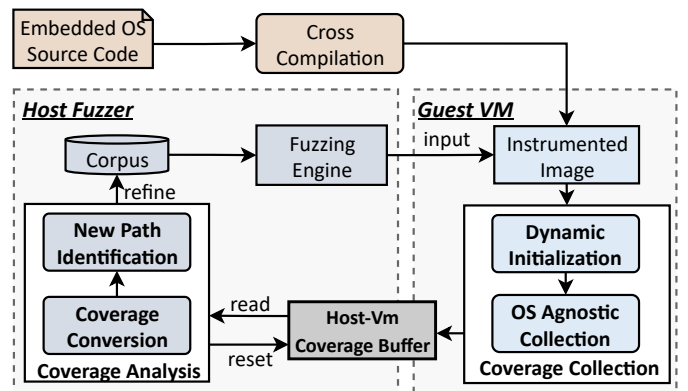 Embedded OS
Source Code
Cross
Compilation
Host Fuzzer
Guest VM
Corpus
Fuzzing
Engine
input
Instrumented
Image
refine
New Path
Identification
Dynamic
Initialization
Coverage
Conversion
Coverage Analysis
read
reset
Host-Vm
Coverage Buffer
OS Agnostic
Collection
Coverage Collection